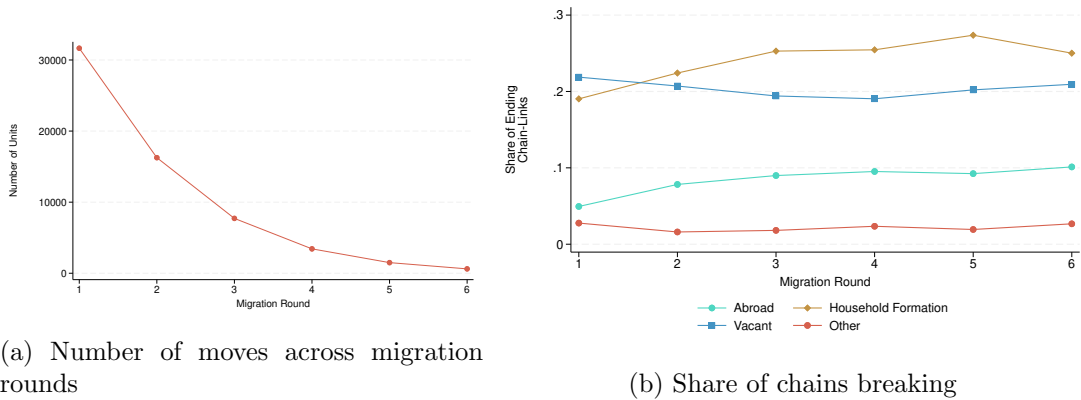 Number of Units
30000
20000
10000
0
1 2 3 4 5 6
Migration Round
(a) Number of moves across migration
rounds
Share of Ending
Chain-Links
.3
.2
.1
0
1 2 3 4 5 6
Migration Round
Abroad Household Formation
Vacant Other
(b) Share of chains breaking